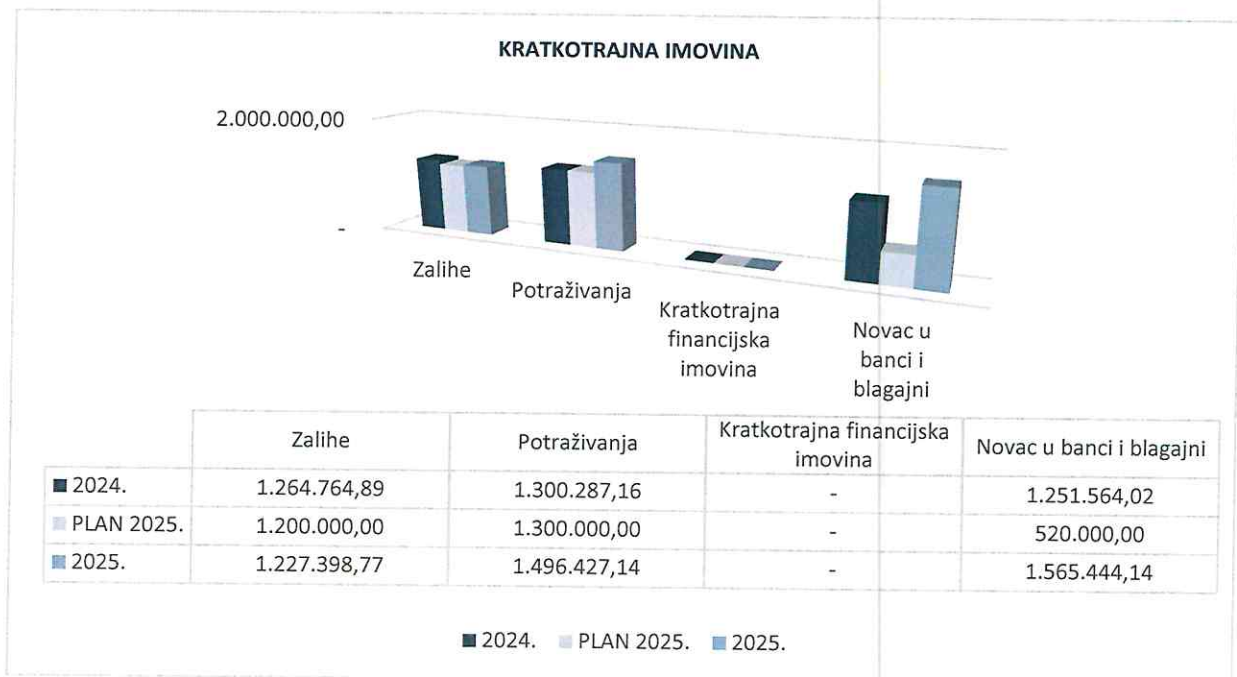 KRATKOTRAJNA IMOVINA
2.000.000,00
-
Zalihe
Potraživanja
Kratkotrajna
financijska
imovina
Novac u
banci i
blagajni
Zalihe Potraživanja Kratkotrajna financijska imovina Novac u banci i blagajni
2024. 1.264.764,89 1.300.287,16 - 1.251.564,02
PLAN 2025. 1.200.000,00 1.300.000,00 - 520.000,00
2025. 1.227.398,77 1.496.427,14 - 1.565.444,14
2024. PLAN 2025. 2025.